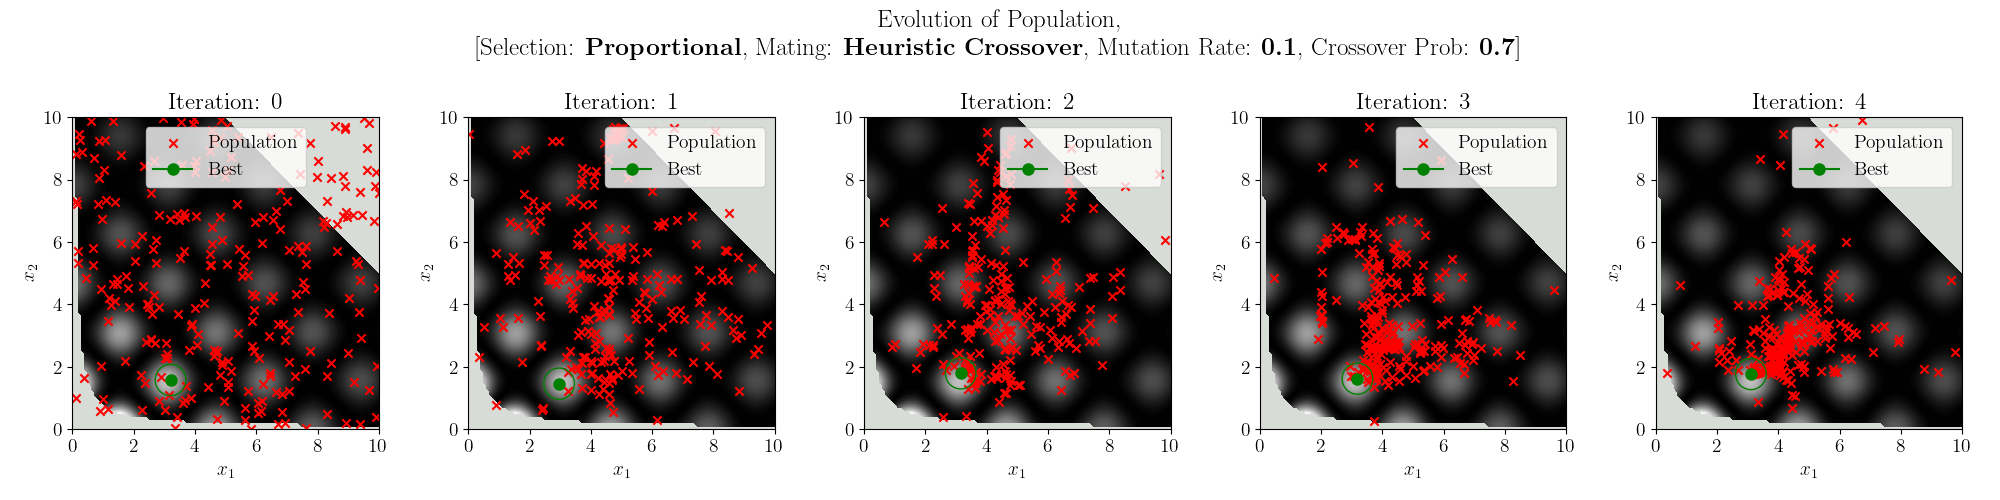 Evolution of Population,
[Selection: Proportional, Mating: Heuristic Crossover, Mutation Rate: 0.1, Crossover Prob: 0.7]
Iteration: 0
10
8
6
4
2
0
x2
0 2 4 6 8 10
x1
Population
Best
Iteration: 1
10
8
6
4
2
0
x2
0 2 4 6 8 10
x1
Population
Best
Iteration: 2
10
8
6
4
2
0
x2
0 2 4 6 8 10
x1
Population
Best
Iteration: 3
10
8
6
4
2
0
x2
0 2 4 6 8 10
x1
Population
Best
Iteration: 4
10
8
6
4
2
0
x2
0 2 4 6 8 10
x1
Population
Best